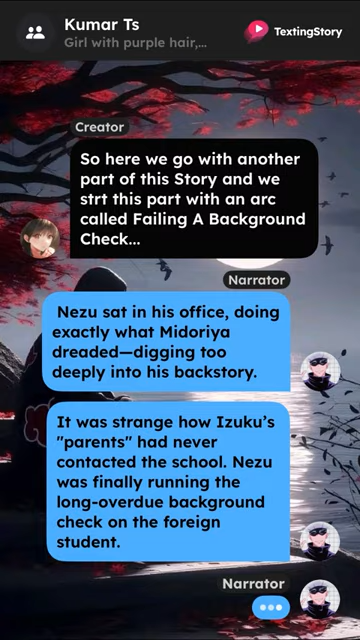 Kumar Ts
Girl with purple hair,...
TextingStory
Creator
So here we go with another
part of this Story and we
strt this part with an arc
called Failing A Background
Check...
Narrator
Nezu sat in his office, doing
exactly what Midoriya
dreaded—digging too
deeply into his backstory.
It was strange how Izuku's
"parents" had never
contacted the school. Nezu
was finally running the
long-overdue background
check on the foreign
student.
Narrator